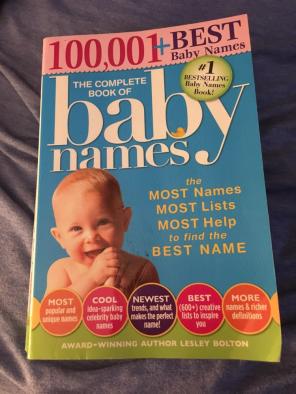 100,001+ BEST
Baby Names
THE COMPLETE
BOOK OF
#1
BESTSELLING
Baby Names
Book!
baby
names
the
MOST Names
MOST Lists
MOST Help
to find the
BEST NAME
MOST
popular and
unique names
COOL
idea-sparking
celebrity baby
names
NEWEST
trends, and what
makes the perfect
name!
BEST
(600+) creative
lists to inspire
you
MORE
names & richer
definitions
AWARD-WINNING AUTHOR LESLEY BOLTON